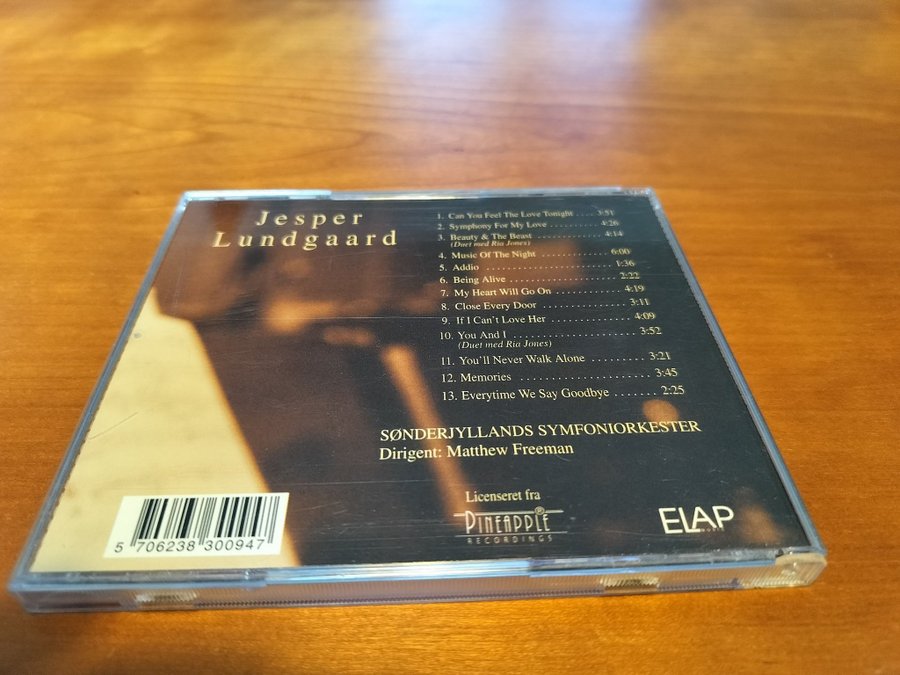 Jesper
Lundgaard
1. Can You Feel The Love Tonight .... 3:51
2. Symphony For My Love .......... 4:26
3. Beauty & The Beast .............. 4:14
(Duet med Ria Jones)
4. Music Of The Night .............. 6:00
5. Addio .......................... 1:36
6. Being Alive ..................... 2:22
7. My Heart Will Go On ............. 4:19
8. Close Every Door ................ 3:11
9. If I Can't Love Her .............. 4:09
10. You And I ...................... 3:52
(Duet med Ria Jones)
11. You'll Never Walk Alone ......... 3:21
12. Memories ...................... 3:45
13. Everytime We Say Goodbye ....... 2:25
SØNDERJYLLANDS SYMFONIORKESTER
Dirigent: Matthew Freeman
Licenseret fra
PINEAPPLE®
RECORDINGS
ELAP
MUSIC
5 706238 300947